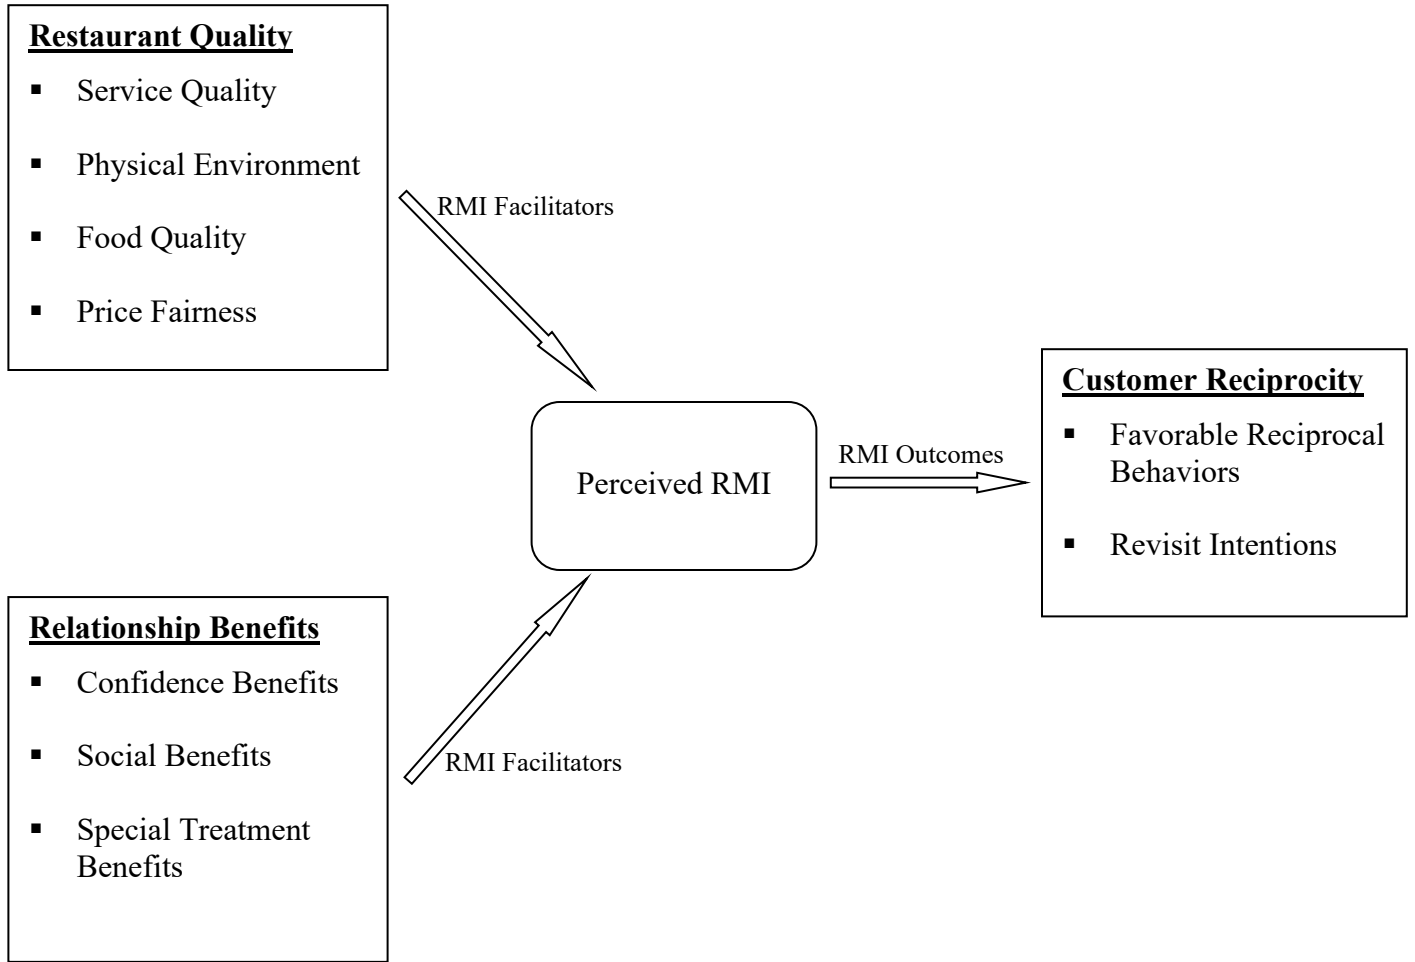 Restaurant Quality
▪ Service Quality
▪ Physical Environment
▪ Food Quality
▪ Price Fairness
RMI Facilitators
Perceived RMI
RMI Outcomes
Customer Reciprocity
▪ Favorable Reciprocal
Behaviors
▪ Revisit Intentions
Relationship Benefits
▪ Confidence Benefits
▪ Social Benefits
▪ Special Treatment
Benefits
RMI Facilitators